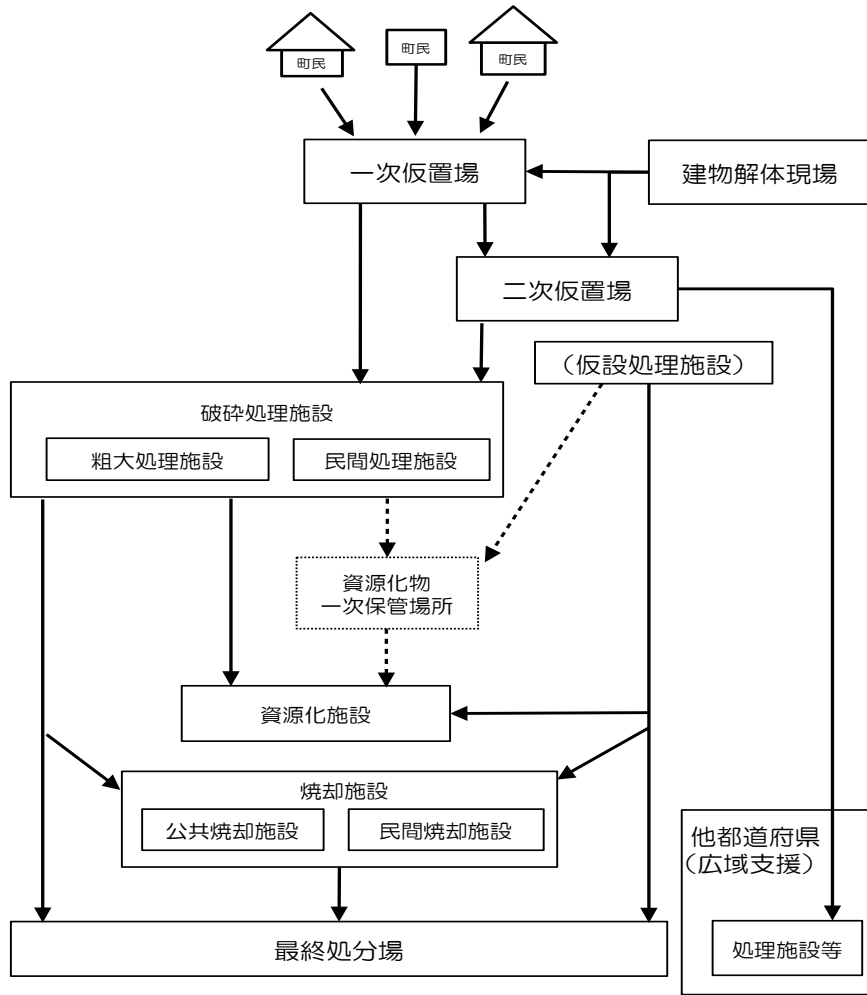 町民
町民
町民
一次仮置場
建物解体現場
二次仮置場
（仮設処理施設）
破砕処理施設
粗大処理施設
民間処理施設
資源化物
一次保管場所
資源化施設
焼却施設
公共焼却施設
民間焼却施設
他都道府県
（広域支援）
処理施設等
最終処分場